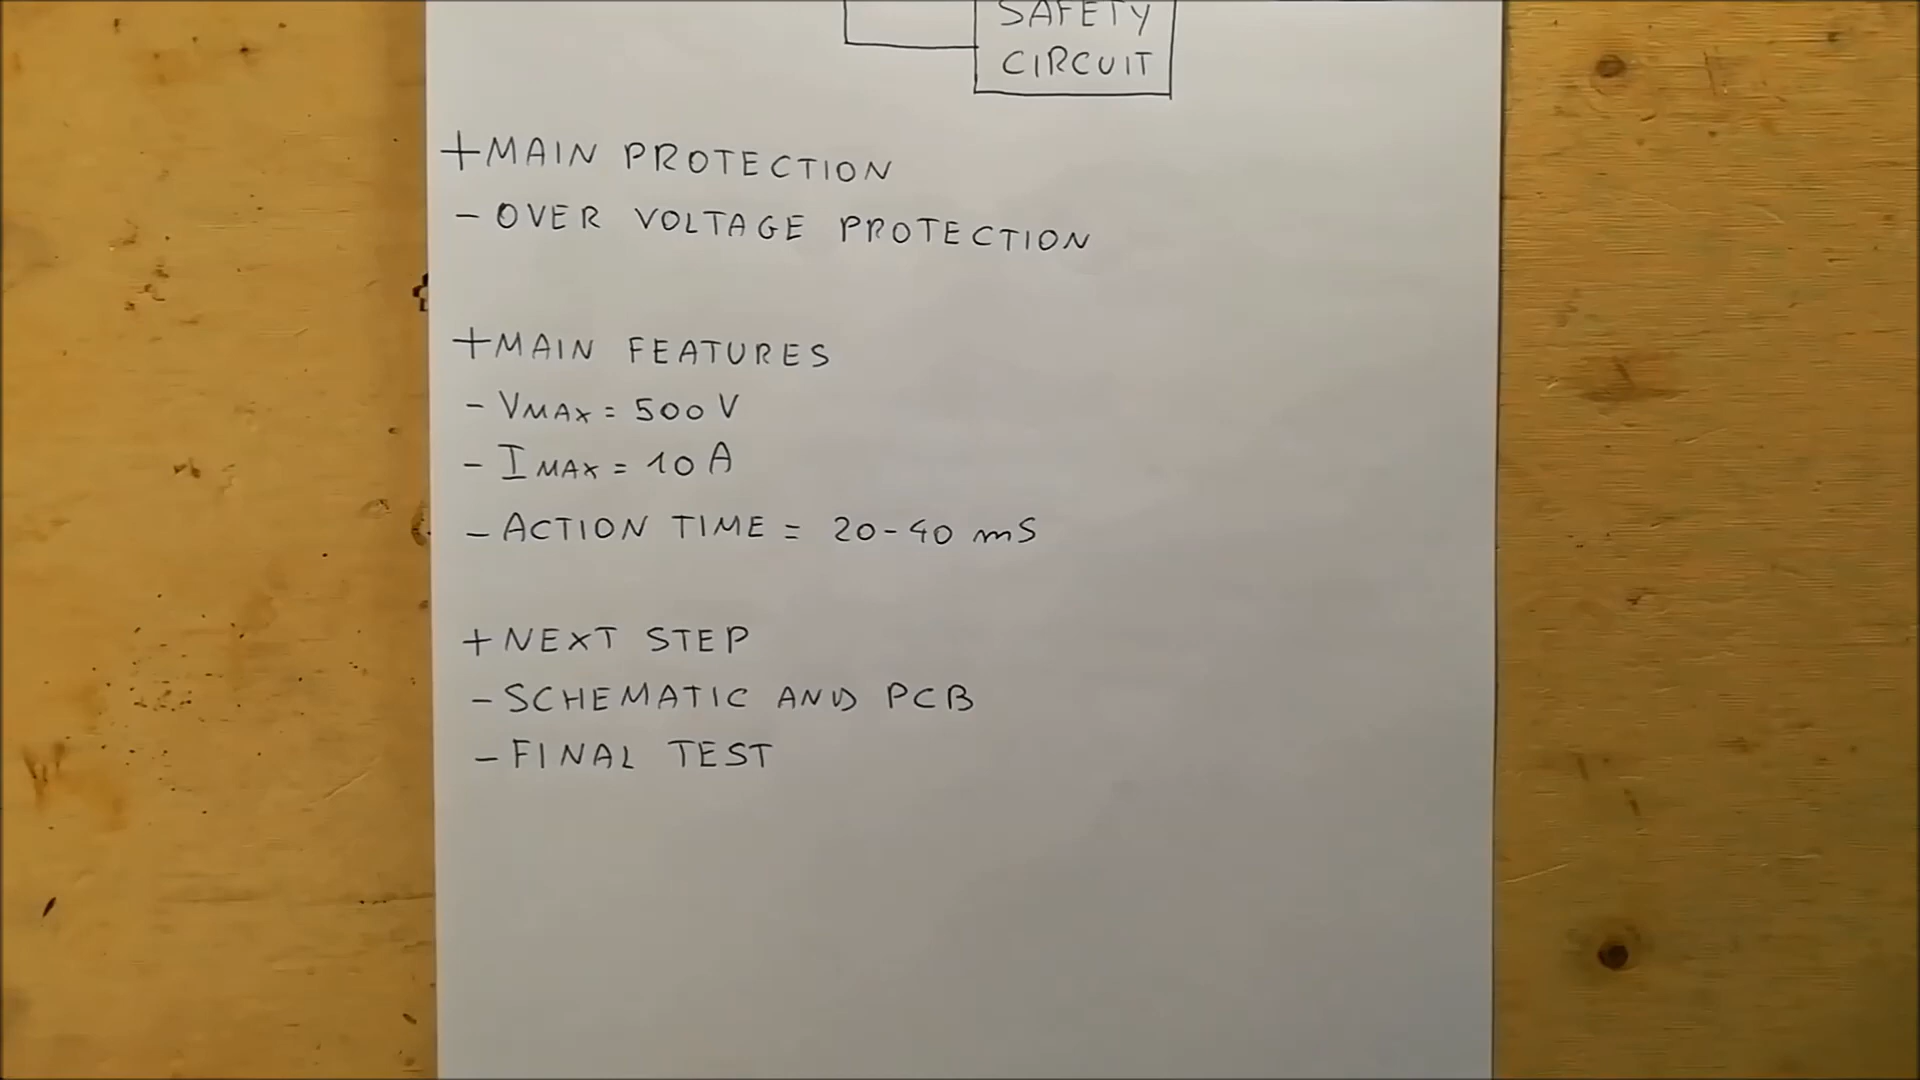 SAFETY
CIRCUIT
+MAIN PROTECTION
- OVER VOLTAGE PROTECTION
+MAIN FEATURES
- VMAX = 500 V
- IMAX = 10 A
- ACTION TIME = 20-40 mS
+NEXT STEP
- SCHEMATIC AND PCB
- FINAL TEST